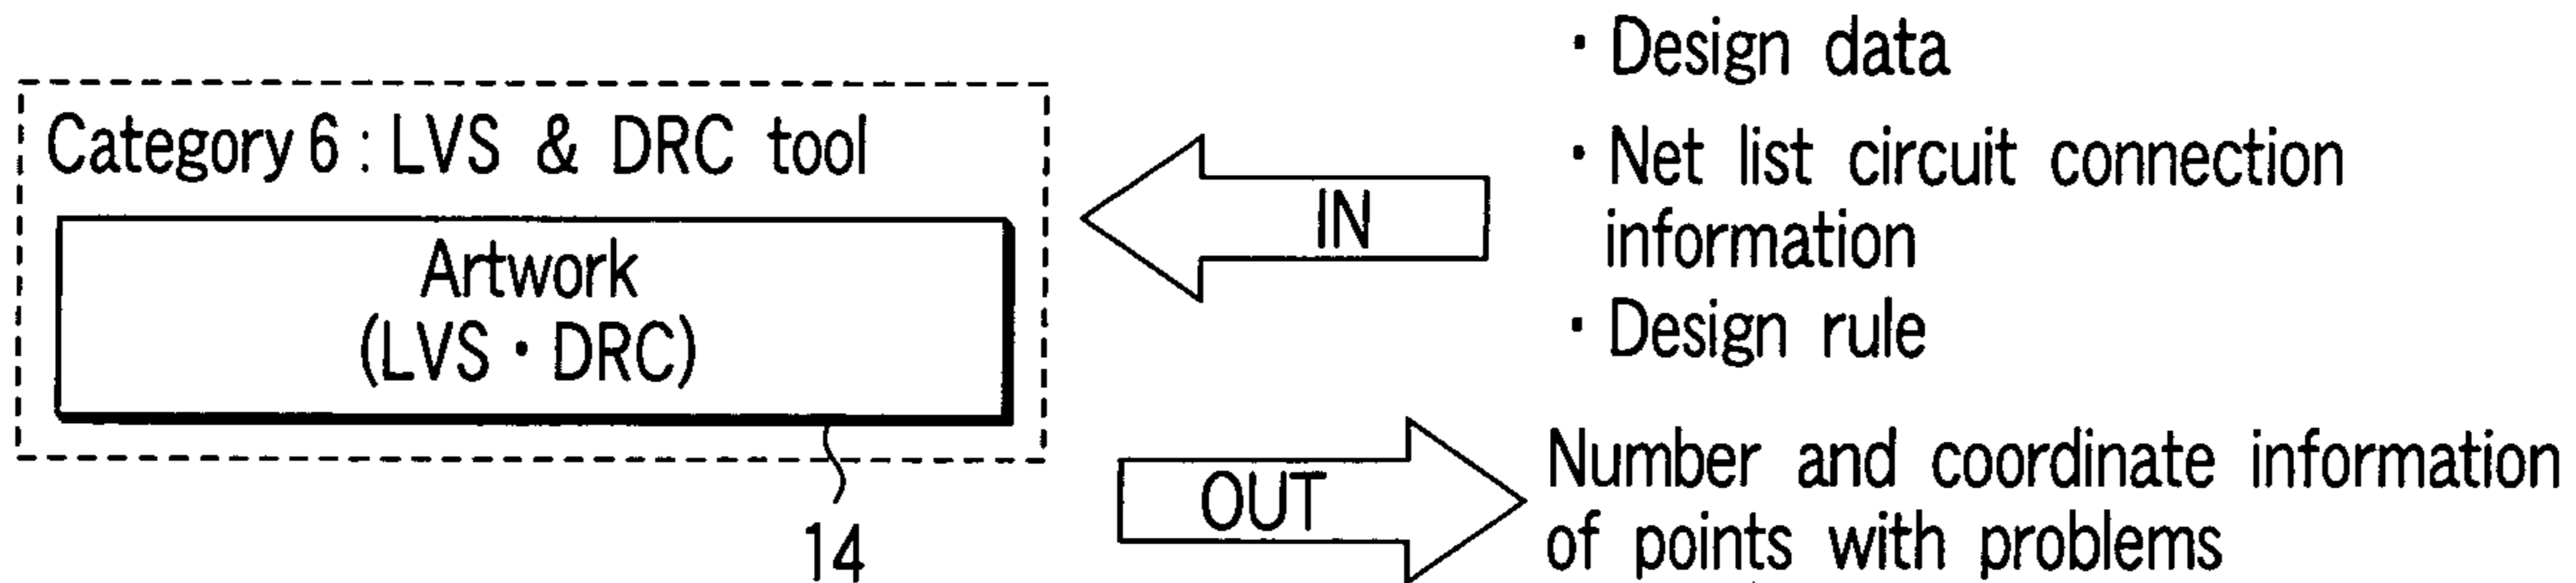 Category 6 : LVS & DRC tool
Artwork
(LVS・DRC)
14
IN
・Design data
・Net list circuit connection
information
・Design rule
OUT
Number and coordinate information
of points with problems